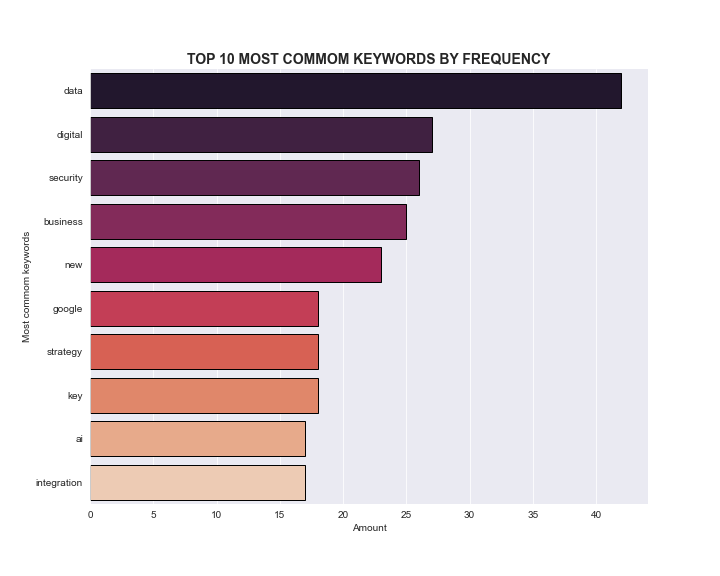 TOP 10 MOST COMMOM KEYWORDS BY FREQUENCY
data
digital
security
business
new
google
strategy
key
ai
integration
Most commom keywords
0 5 10 15 20 25 30 35 40
Amount